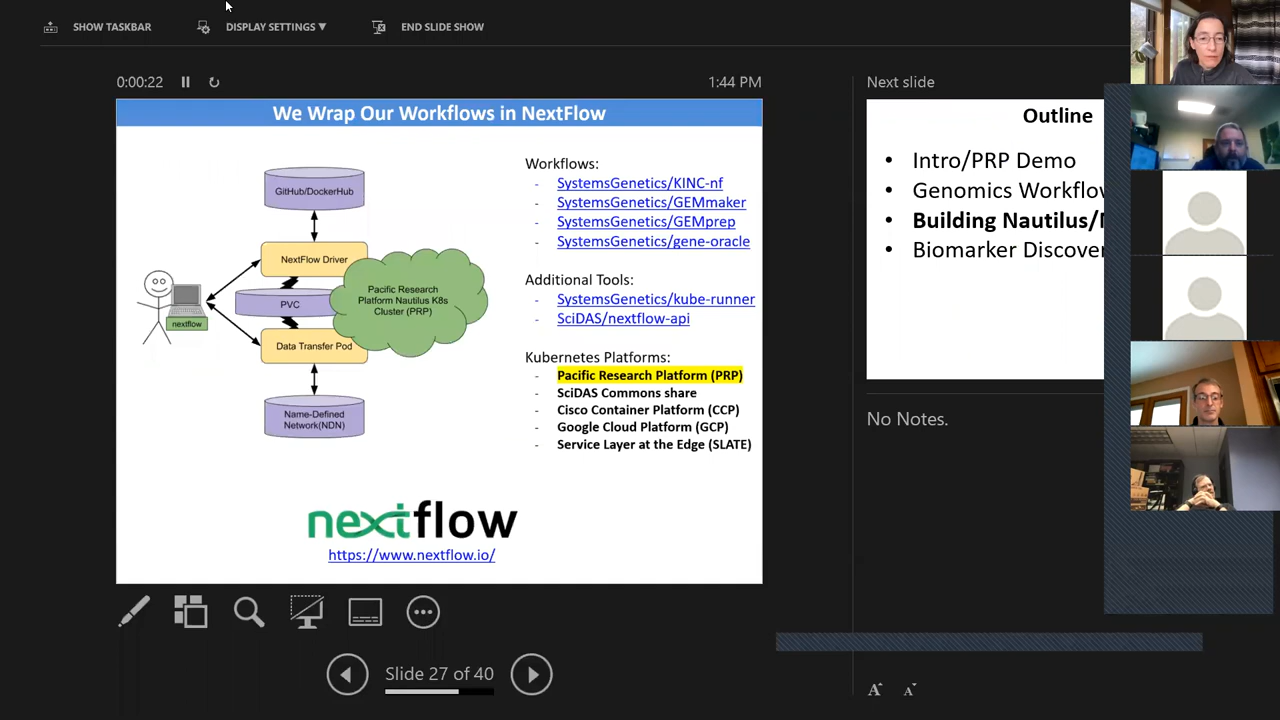 SHOW TASKBAR
DISPLAY SETTINGS ▼
END SLIDE SHOW
0:00:22
1:44 PM
Next slide
We Wrap Our Workflows in NextFlow
GitHub/DockerHub
NextFlow Driver
PVC
Data Transfer Pod
Name-Defined
Network(NDN)
nextflow
Pacific Research
Platform Nautilus K8s
Cluster (PRP)
Workflows:
- SystemsGenetics/KINC-nf
- SystemsGenetics/GEMmaker
- SystemsGenetics/GEMprep
- SystemsGenetics/gene-oracle
Additional Tools:
- SystemsGenetics/kube-runner
- SciDAS/nextflow-api
Kubernetes Platforms:
- Pacific Research Platform (PRP)
- SciDAS Commons share
- Cisco Container Platform (CCP)
- Google Cloud Platform (GCP)
- Service Layer at the Edge (SLATE)
nextflow
https://www.nextflow.io/
Outline
• Intro/PRP Demo
• Genomics Workflow
• Building Nautilus/
• Biomarker Discover
No Notes.
Slide 27 of 40
A A